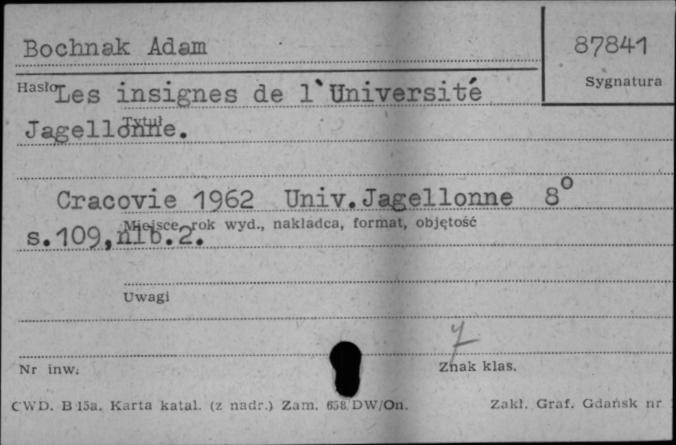 Bochnak Adam
87841
Sygnatura
Hasło
Les insignes de l`Université
Jagellonne.
Tytuł
Cracovie 1962 Univ. Jagellonne 8°
Miejsce, rok wyd., nakładca, format, objętość
s.109, nlb.2.
Uwagi
7
Nr inw.
Znak klas.
CWD. B 15a. Karta katal. (z nadr.) Zam. 658/DW/On.
Zakł. Graf. Gdańsk nr